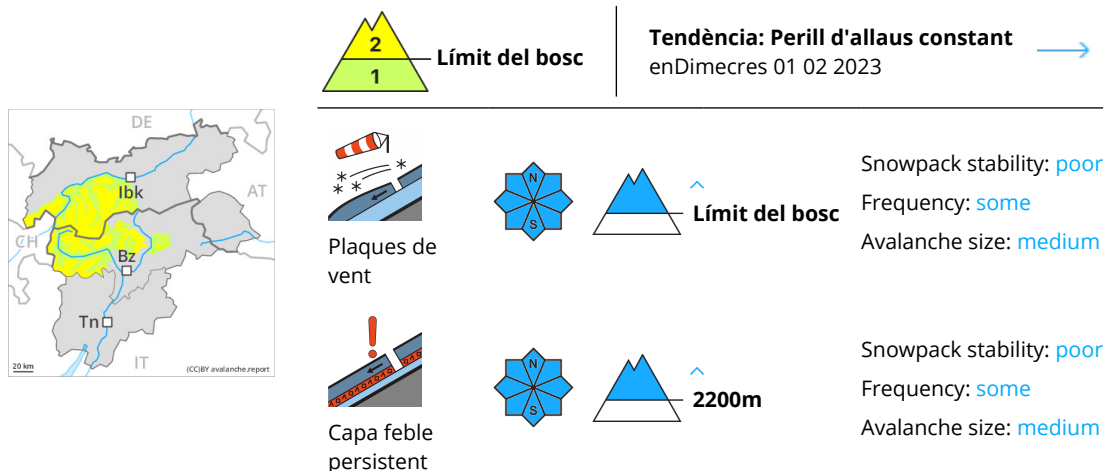 2
1
Límit del bosc
Tendència: Perill d'allaus constant
enDimecres 01 02 2023
DE
Ibk
AT
CH
Bz
Tn
IT
20 km
(CC)BY avalanche.report
Plaques de
vent
N
S
Límit del bosc
Snowpack stability: poor
Frequency: some
Avalanche size: medium
Capa feble
persistent
N
S
2200m
Snowpack stability: poor
Frequency: some
Avalanche size: medium